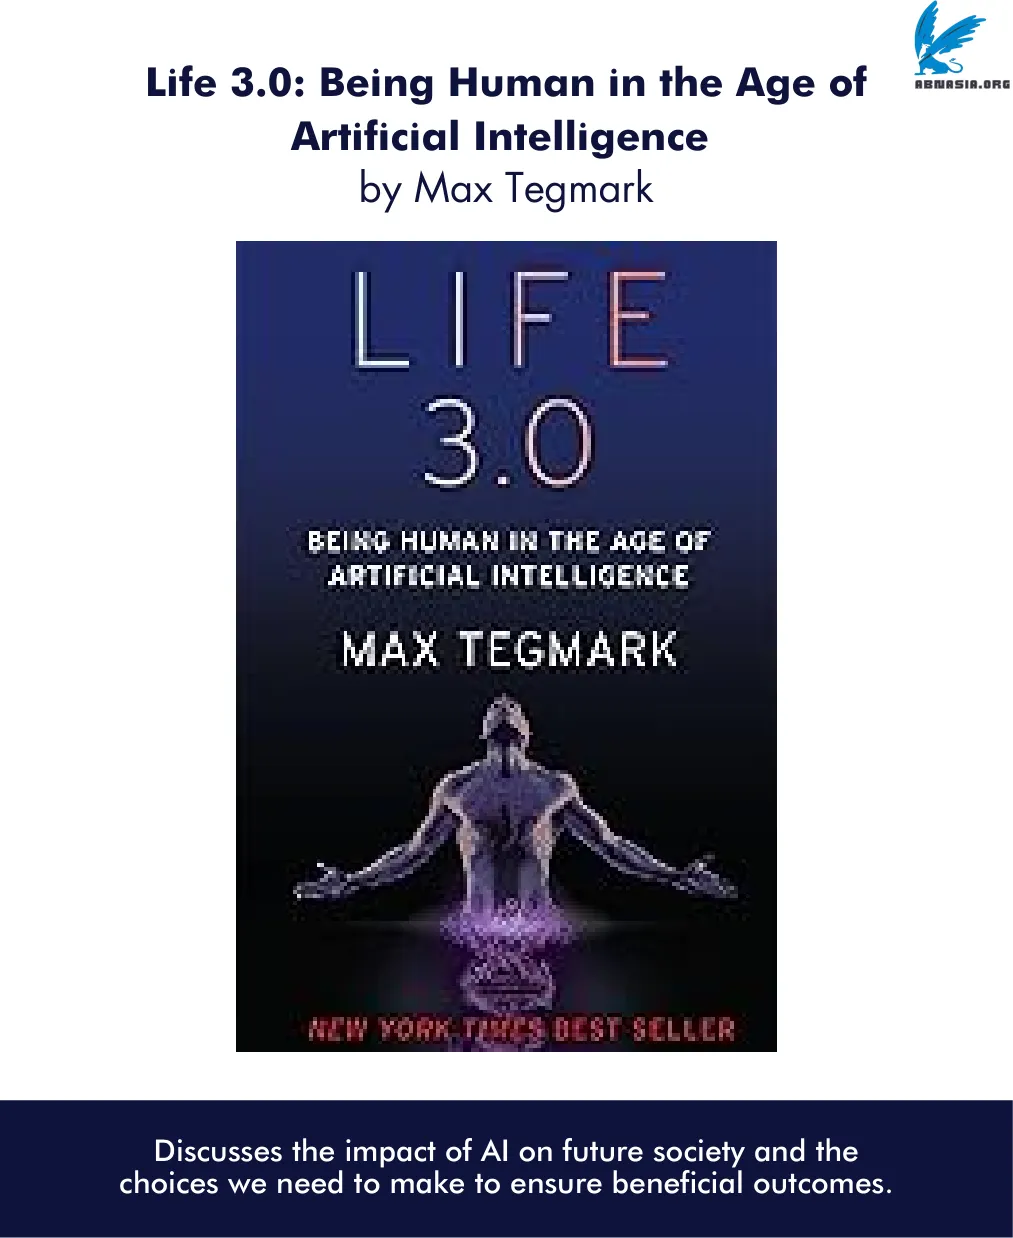 ABNASIA.ORG
Life 3.0: Being Human in the Age of
Artificial Intelligence
by Max Tegmark
LIFE
3.0
BEING HUMAN IN THE AGE OF
ARTIFICIAL INTELLIGENCE
MAX TEGMARK
NEW YORK TIMES BEST SELLER
Discusses the impact of AI on future society and the
choices we need to make to ensure beneficial outcomes.